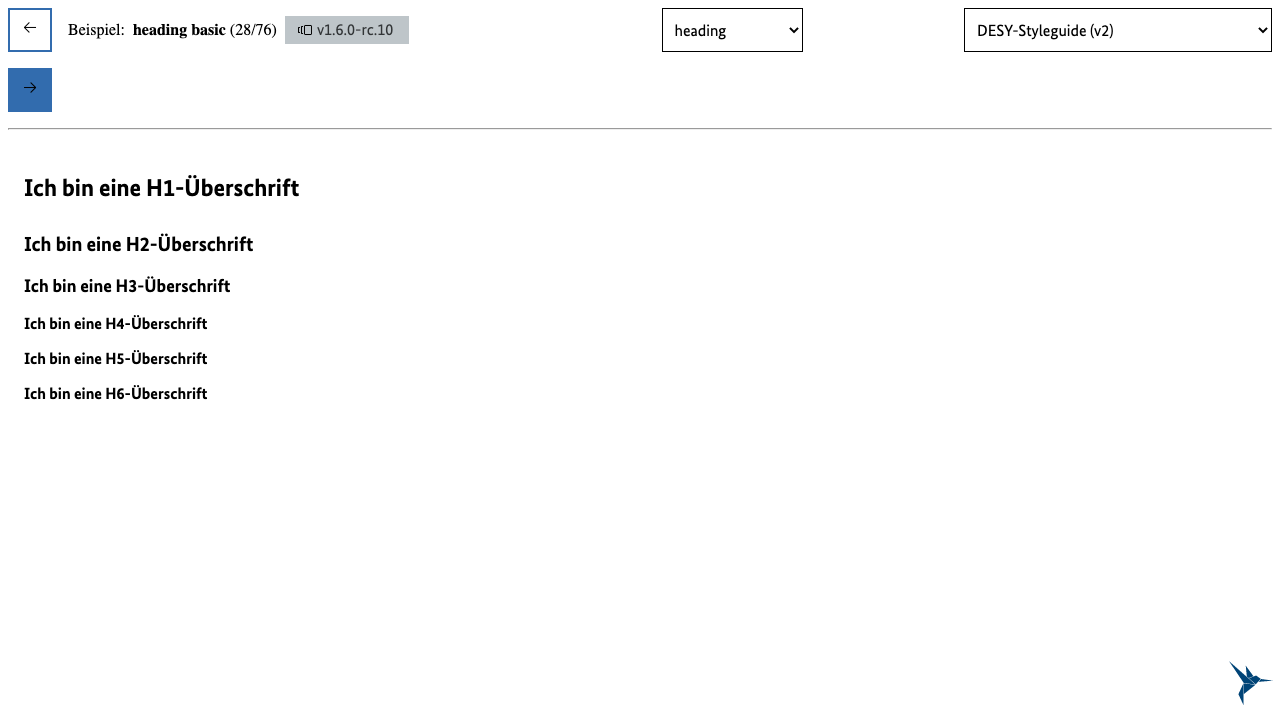 Beispiel: heading basic (28/76) v1.6.0-rc.10 heading DESY-Styleguide (v2)
Ich bin eine H1-Überschrift
Ich bin eine H2-Überschrift
Ich bin eine H3-Überschrift
Ich bin eine H4-Überschrift
Ich bin eine H5-Überschrift
Ich bin eine H6-Überschrift